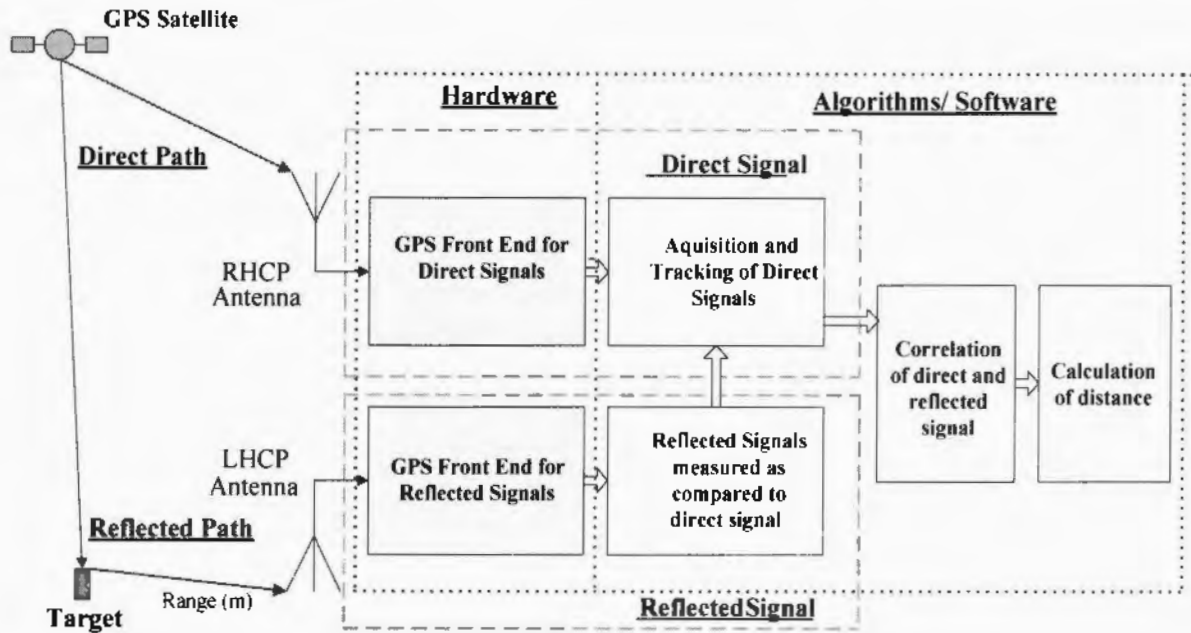 GPS Satellite
Hardware
Algorithms/ Software
Direct Path
Direct Signal
GPS Front End for
Direct Signals
Aquisition and
Tracking of Direct
Signals
RHCP
Antenna
Correlation
of direct and
reflected
signal
Calculation
of distance
LHCP
Antenna
GPS Front End for
Reflected Signals
Reflected Signals
measured as
compared to
direct signal
Reflected Path
Range (m)
Target
Reflected Signal